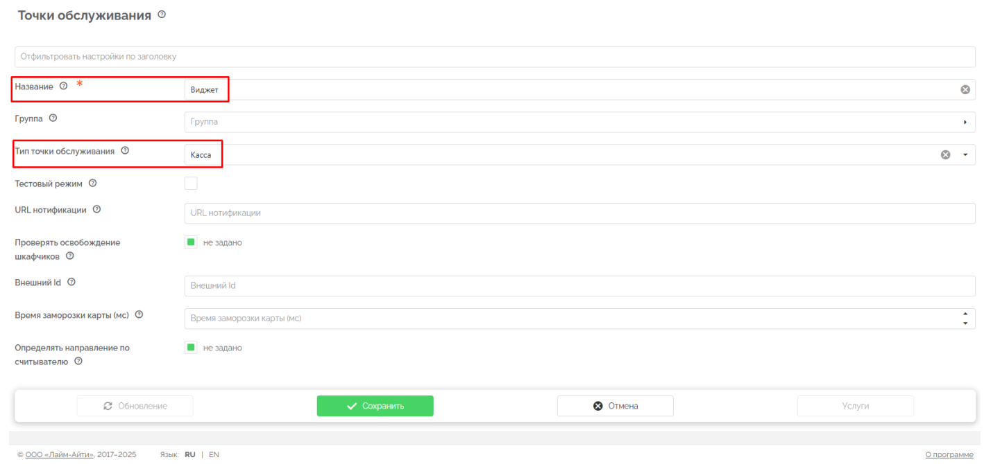 Точки обслуживания
Отфильтровать настройки по заголовку
Название *
Виджет
Группа
Группа
Тип точки обслуживания
Касса
Тестовый режим
URL нотификации
URL нотификации
Проверять освобождение
шкафчиков
не задано
Внешний Id
Внешний Id
Время заморозки карты (мс)
Время заморозки карты (мс)
Определять направление по
считывателю
не задано
Обновление
Сохранить
Отмена
Услуги
© ООО «Лайм-Айти», 2017–2025 Язык: RU | EN
О программе